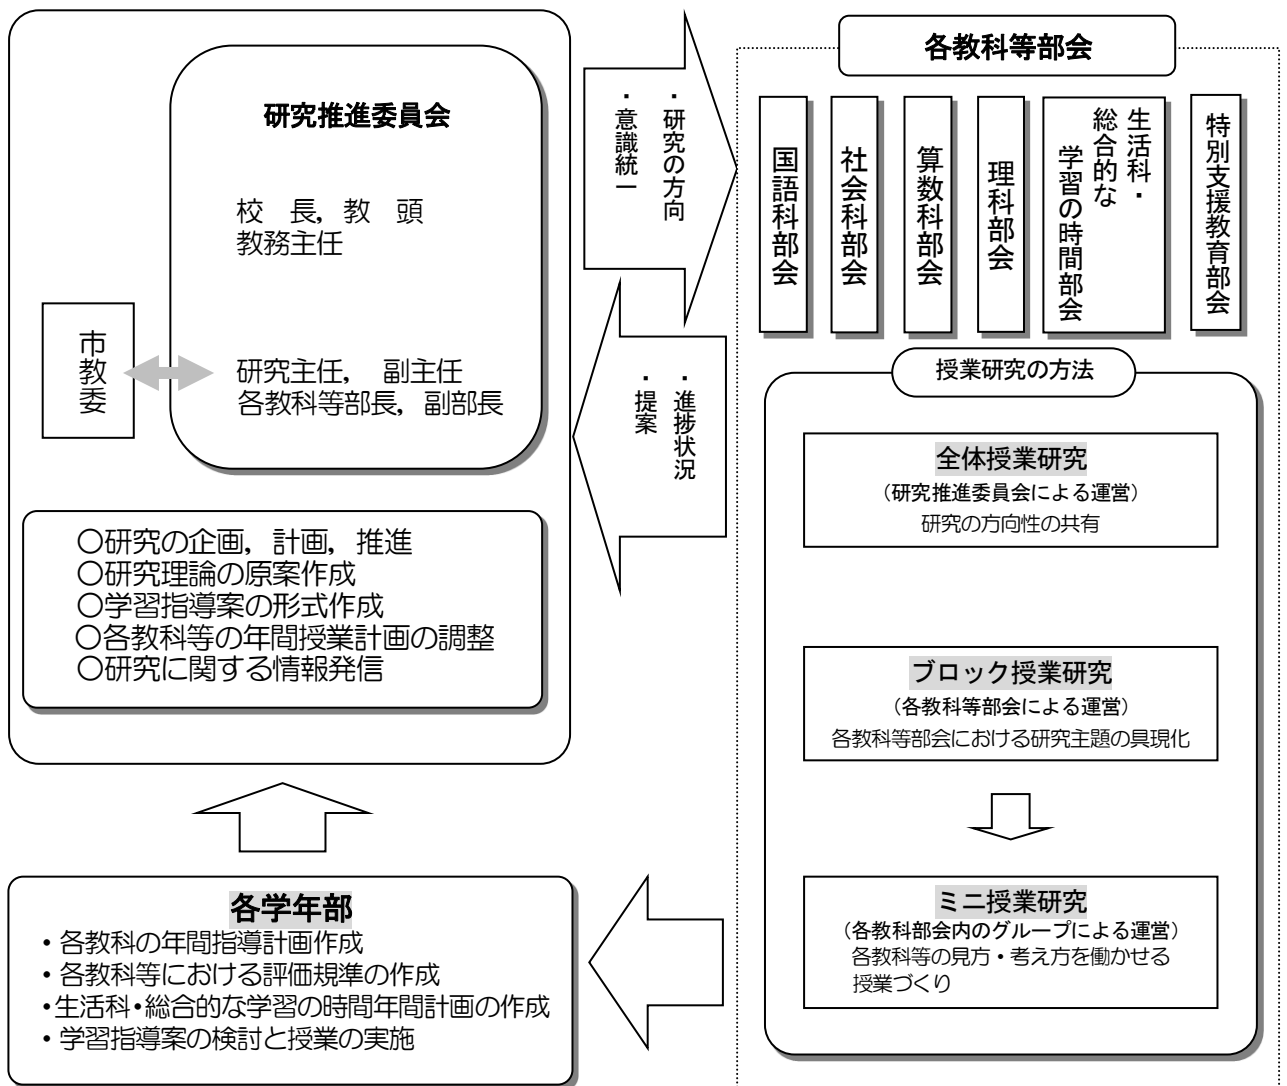 研究推進委員会
校　長，教　頭
教務主任
市教委
研究主任，　副主任
各教科等部長，副部長
○研究の企画，計画，推進
○研究理論の原案作成
○学習指導案の形式作成
○各教科等の年間授業計画の調整
○研究に関する情報発信
・研究の方向
・意識統一
・進捗状況
・提案
各教科等部会
国語科部会
社会科部会
算数科部会
理科部会
生活科・
総合的な
学習の時間部会
特別支援教育部会
授業研究の方法
全体授業研究
（研究推進委員会による運営）
研究の方向性の共有
ブロック授業研究
（各教科等部会による運営）
各教科等部会における研究主題の具現化
ミニ授業研究
（各教科部会内のグループによる運営）
各教科等の見方・考え方を働かせる
授業づくり
各学年部
・各教科の年間指導計画作成
・各教科等における評価規準の作成
・生活科・総合的な学習の時間年間計画の作成
・学習指導案の検討と授業の実施